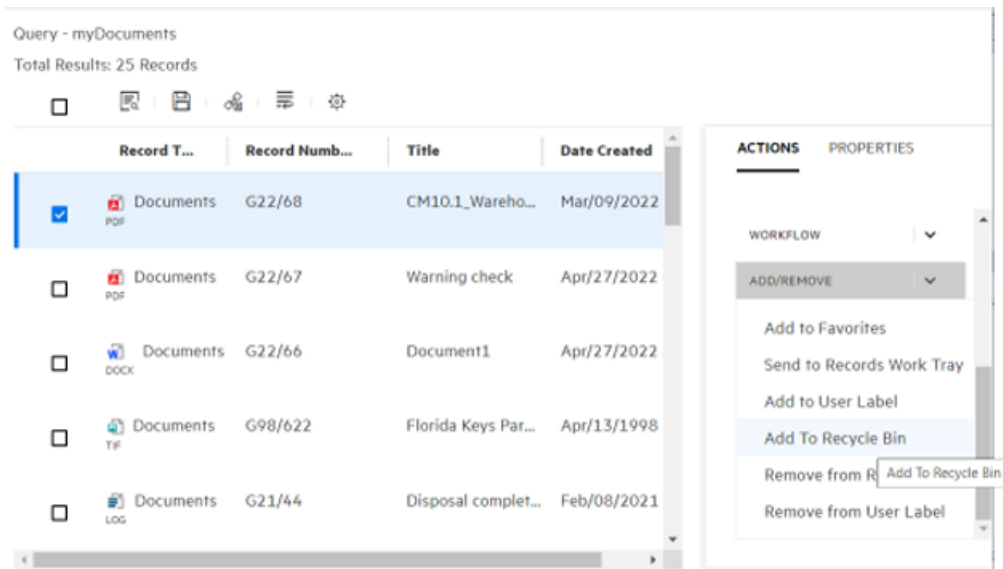 Query - myDocuments
Total Results: 25 Records
Record T... Record Numb... Title Date Created
Documents G22/68 CM10.1_Wareho... Mar/09/2022
PDF
Documents G22/67 Warning check Apr/27/2022
PDF
Documents G22/66 Document1 Apr/27/2022
DOCX
Documents G98/622 Florida Keys Par... Apr/13/1998
TIF
Documents G21/44 Disposal complet... Feb/08/2021
LOG
ACTIONS PROPERTIES
WORKFLOW
ADD/REMOVE
Add to Favorites
Send to Records Work Tray
Add to User Label
Add To Recycle Bin
Remove from R
Add To Recycle Bin
Remove from User Label